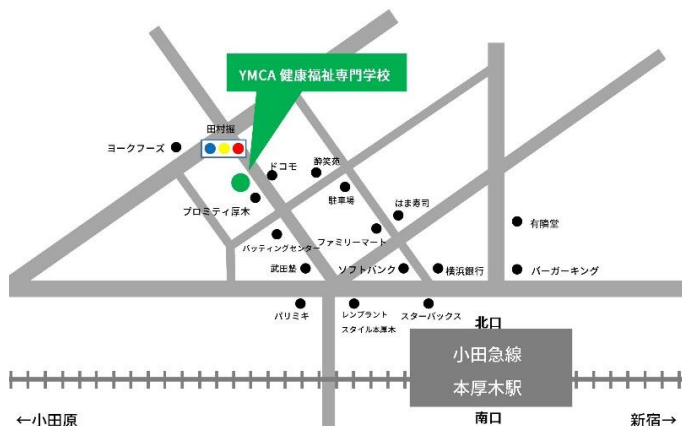 YMCA 健康福祉専門学校
田村掘
ヨークフーズ
ドコモ
酔笑苑
駐車場
プロミティ厚木
はま寿司
ファミリーマート
有隣堂
バッティングセンター
武田塾
ソフトバンク
横浜銀行
バーガーキング
パリミキ
レンブラント
スタイル本厚木
スターバックス
北口
小田急線
本厚木駅
南口
←小田原
新宿→